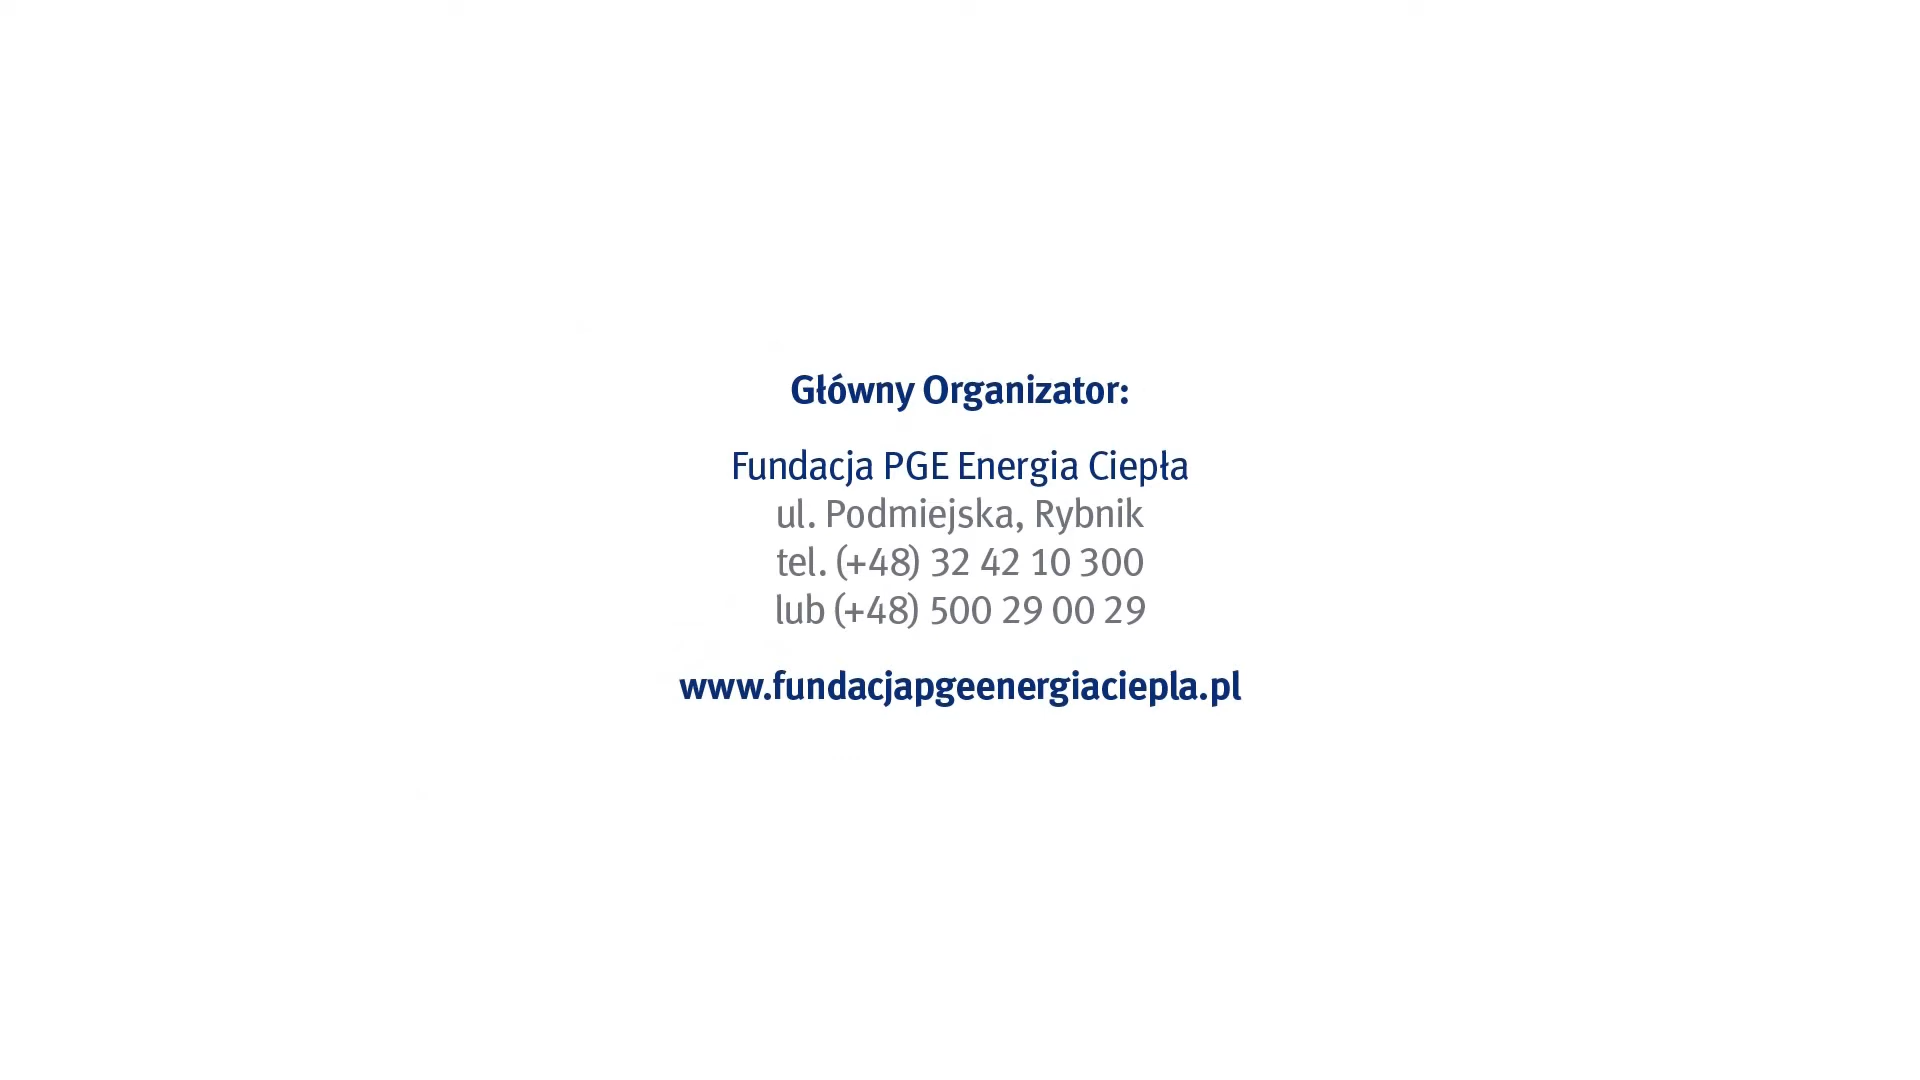 Główny Organizator:
Fundacja PGE Energia Ciepła
ul. Podmiejska, Rybnik
tel. (+48) 32 42 10 300
lub (+48) 500 29 00 29
www.fundacjapgeenergiaciepla.pl